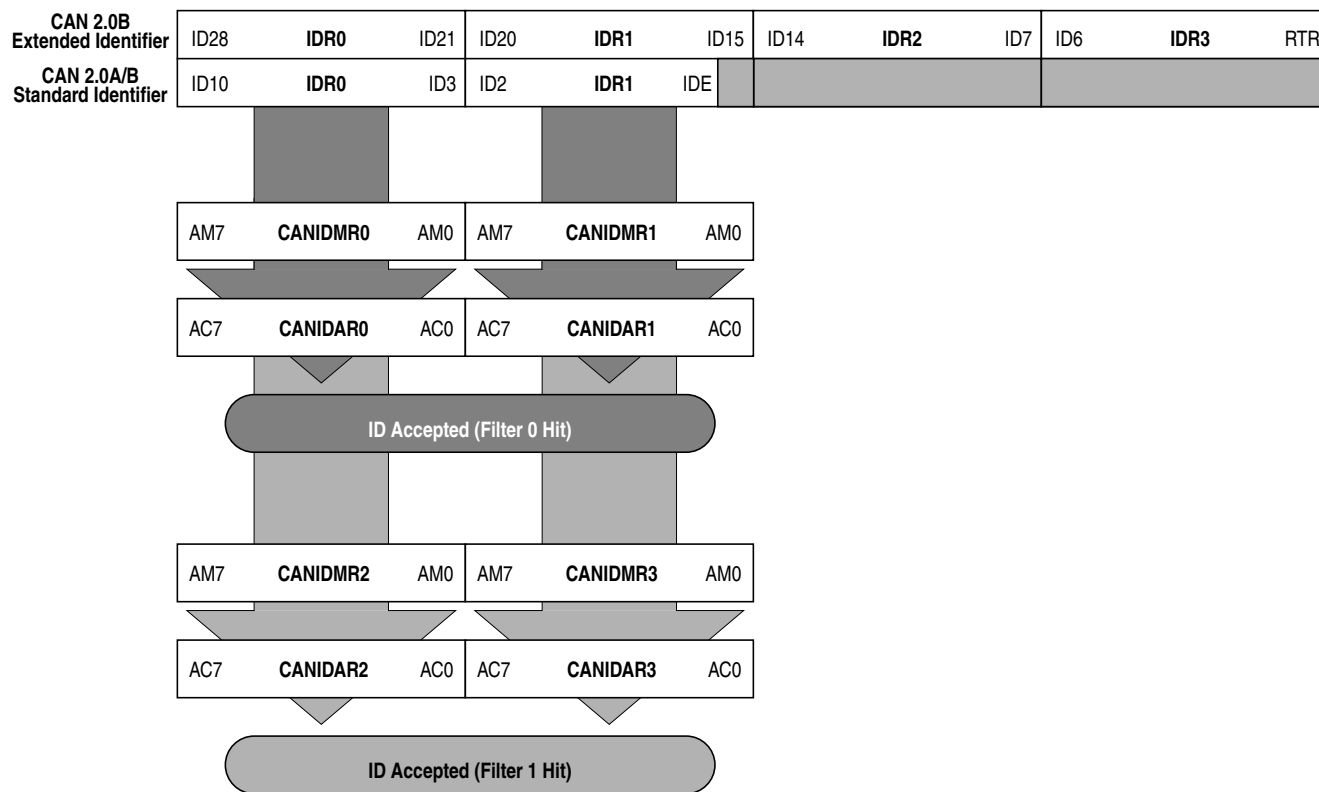 CAN 2.0B
Extended Identifier
ID28 IDR0 ID21 ID20 IDR1 ID15 ID14 IDR2 ID7 ID6 IDR3 RTR
CAN 2.0A/B
Standard Identifier
ID10 IDR0 ID3 ID2 IDR1 IDE
AM7 CANIDMR0 AM0 AM7 CANIDMR1 AM0
AC7 CANIDAR0 AC0 AC7 CANIDAR1 AC0
ID Accepted (Filter 0 Hit)
AM7 CANIDMR2 AM0 AM7 CANIDMR3 AM0
AC7 CANIDAR2 AC0 AC7 CANIDAR3 AC0
ID Accepted (Filter 1 Hit)